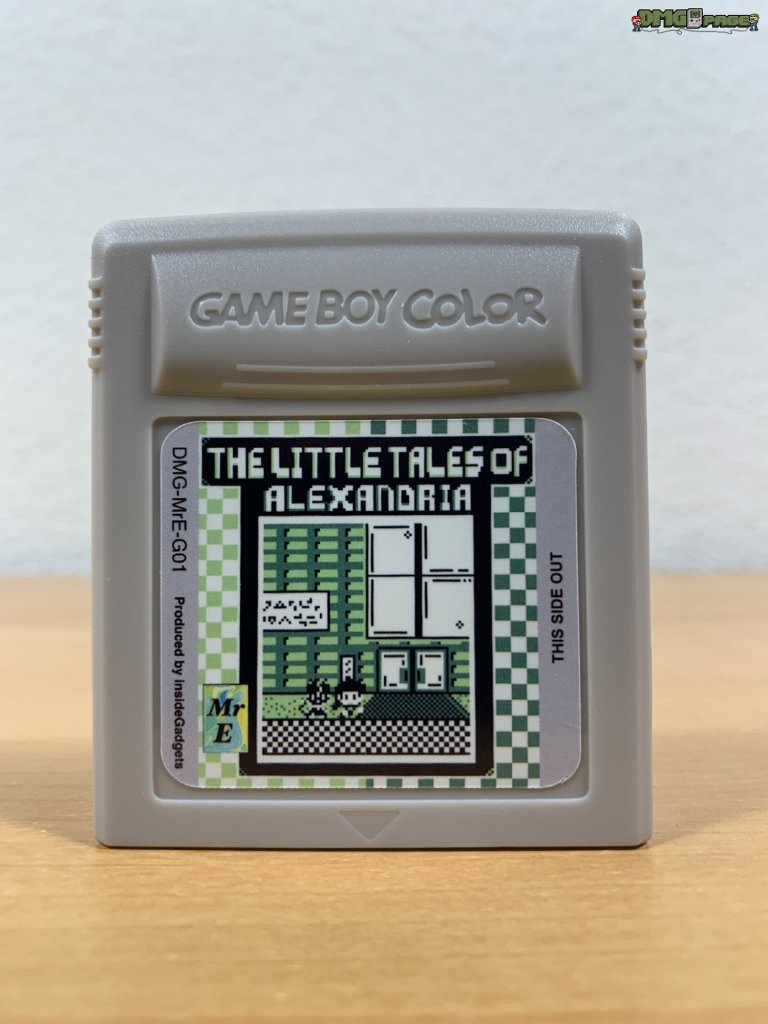 DMG PAGE
GAME BOY COLOR
THE LITTLE TALES OF
ALEXANDRIA
DMG-MrE-G01
Produced by InsideGadgets
Mr
E
THIS SIDE OUT